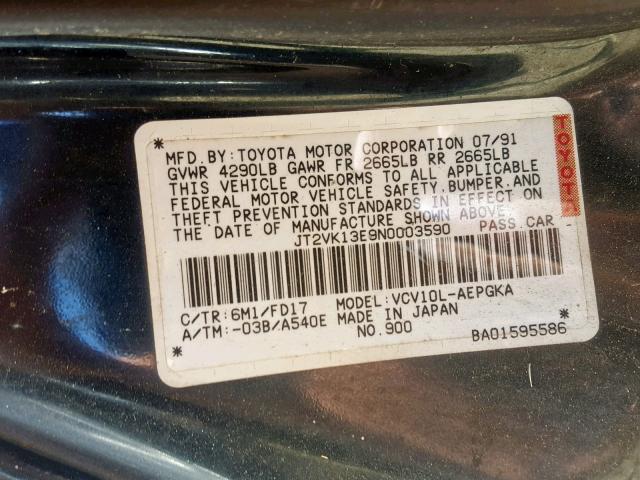 *MFD.BY:TOYOTA MOTOR CORPORATION 07/91
GVWR 4290LB GAWR FR 2665LB RR 2665LB
THIS VEHICLE CONFORMS TO ALL APPLICABLE
FEDERAL MOTOR VEHICLE SAFETY,BUMPER,AND
THEFT PREVENTION STANDARDS IN EFFECT ON
THE DATE OF MANUFACTURE SHOWN ABOVE.
JT2VK13E9N0003590 PASS.CAR
C/TR:6M1/FD17 MODEL:VCV10L-AEPGKA
A/TM:-03B/A540E MADE IN JAPAN
* NO.900 BA01595586 *
TOYOTA